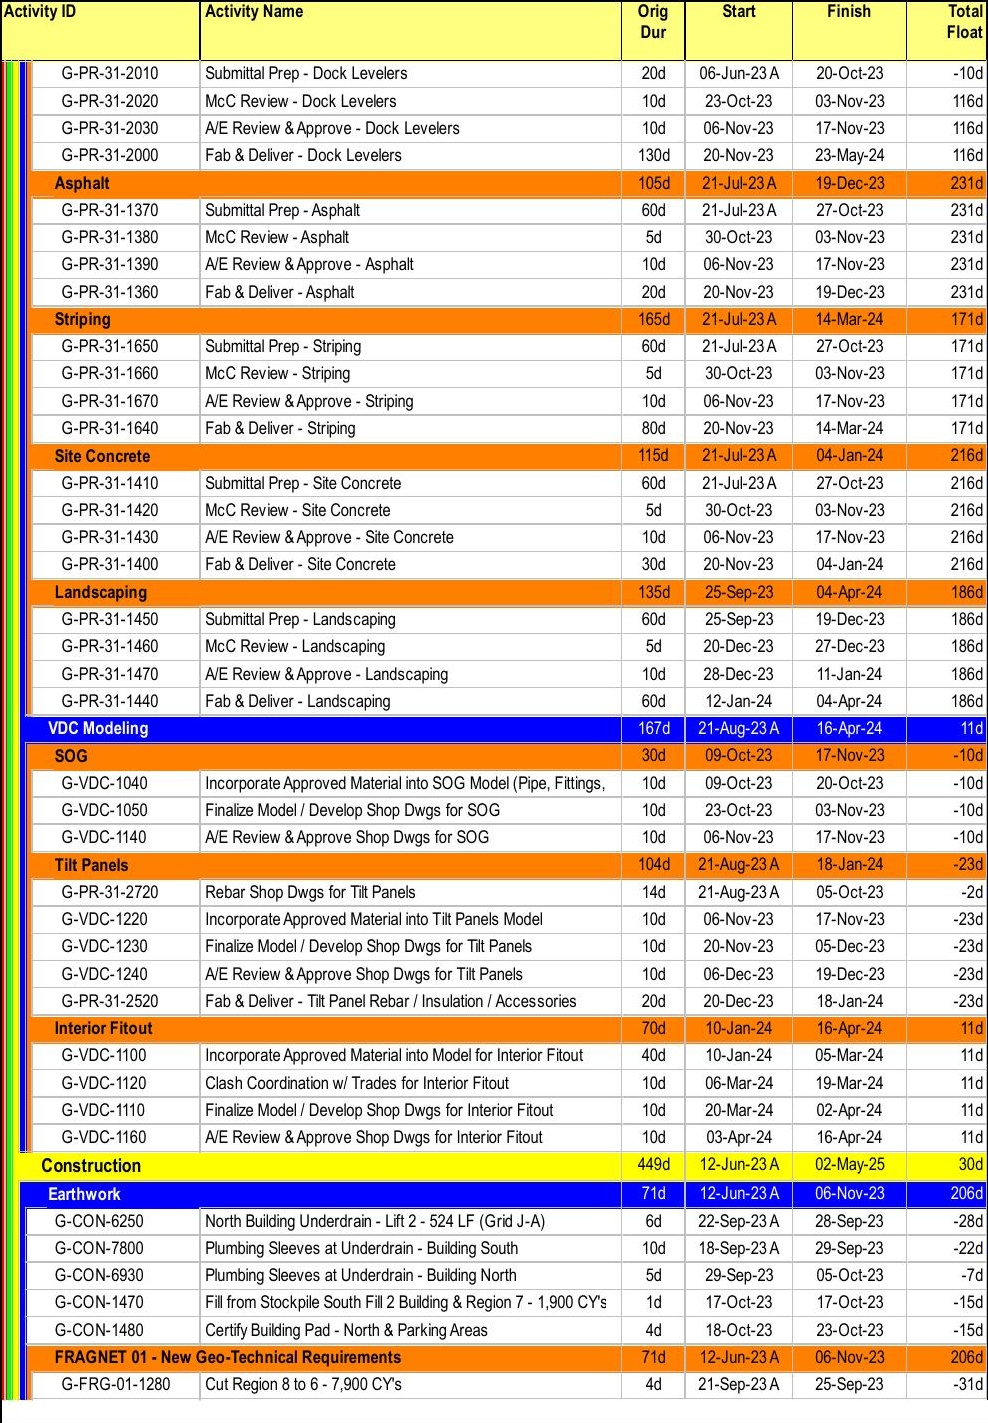 Activity ID Activity Name Orig Dur Start Finish Total Float
G-PR-31-2010 Submittal Prep - Dock Levelers 20d 06-Jun-23 A 20-Oct-23 -10d
G-PR-31-2020 McC Review - Dock Levelers 10d 23-Oct-23 03-Nov-23 116d
G-PR-31-2030 A/E Review & Approve - Dock Levelers 10d 06-Nov-23 17-Nov-23 116d
G-PR-31-2000 Fab & Deliver - Dock Levelers 130d 20-Nov-23 23-May-24 116d
Asphalt 105d 21-Jul-23 A 19-Dec-23 231d
G-PR-31-1370 Submittal Prep - Asphalt 60d 21-Jul-23 A 27-Oct-23 231d
G-PR-31-1380 McC Review - Asphalt 5d 30-Oct-23 03-Nov-23 231d
G-PR-31-1390 A/E Review & Approve - Asphalt 10d 06-Nov-23 17-Nov-23 231d
G-PR-31-1360 Fab & Deliver - Asphalt 20d 20-Nov-23 19-Dec-23 231d
Striping 165d 21-Jul-23 A 14-Mar-24 171d
G-PR-31-1650 Submittal Prep - Striping 60d 21-Jul-23 A 27-Oct-23 171d
G-PR-31-1660 McC Review - Striping 5d 30-Oct-23 03-Nov-23 171d
G-PR-31-1670 A/E Review & Approve - Striping 10d 06-Nov-23 17-Nov-23 171d
G-PR-31-1640 Fab & Deliver - Striping 80d 20-Nov-23 14-Mar-24 171d
Site Concrete 115d 21-Jul-23 A 04-Jan-24 216d
G-PR-31-1410 Submittal Prep - Site Concrete 60d 21-Jul-23 A 27-Oct-23 216d
G-PR-31-1420 McC Review - Site Concrete 5d 30-Oct-23 03-Nov-23 216d
G-PR-31-1430 A/E Review & Approve - Site Concrete 10d 06-Nov-23 17-Nov-23 216d
G-PR-31-1400 Fab & Deliver - Site Concrete 30d 20-Nov-23 04-Jan-24 216d
Landscaping 135d 25-Sep-23 04-Apr-24 186d
G-PR-31-1450 Submittal Prep - Landscaping 60d 25-Sep-23 19-Dec-23 186d
G-PR-31-1460 McC Review - Landscaping 5d 20-Dec-23 27-Dec-23 186d
G-PR-31-1470 A/E Review & Approve - Landscaping 10d 28-Dec-23 11-Jan-24 186d
G-PR-31-1440 Fab & Deliver - Landscaping 60d 12-Jan-24 04-Apr-24 186d
VDC Modeling 167d 21-Aug-23 A 16-Apr-24 11d
SOG 30d 09-Oct-23 17-Nov-23 -10d
G-VDC-1040 Incorporate Approved Material into SOG Model (Pipe, Fittings, 10d 09-Oct-23 20-Oct-23 -10d
G-VDC-1050 Finalize Model / Develop Shop Dwgs for SOG 10d 23-Oct-23 03-Nov-23 -10d
G-VDC-1140 A/E Review & Approve Shop Dwgs for SOG 10d 06-Nov-23 17-Nov-23 -10d
Tilt Panels 104d 21-Aug-23 A 18-Jan-24 -23d
G-PR-31-2720 Rebar Shop Dwgs for Tilt Panels 14d 21-Aug-23 A 05-Oct-23 -2d
G-VDC-1220 Incorporate Approved Material into Tilt Panels Model 10d 06-Nov-23 17-Nov-23 -23d
G-VDC-1230 Finalize Model / Develop Shop Dwgs for Tilt Panels 10d 20-Nov-23 05-Dec-23 -23d
G-VDC-1240 A/E Review & Approve Shop Dwgs for Tilt Panels 10d 06-Dec-23 19-Dec-23 -23d
G-PR-31-2520 Fab & Deliver - Tilt Panel Rebar / Insulation / Accessories 20d 20-Dec-23 18-Jan-24 -23d
Interior Fitout 70d 10-Jan-24 16-Apr-24 11d
G-VDC-1100 Incorporate Approved Material into Model for Interior Fitout 40d 10-Jan-24 05-Mar-24 11d
G-VDC-1120 Clash Coordination w/ Trades for Interior Fitout 10d 06-Mar-24 19-Mar-24 11d
G-VDC-1110 Finalize Model / Develop Shop Dwgs for Interior Fitout 10d 20-Mar-24 02-Apr-24 11d
G-VDC-1160 A/E Review & Approve Shop Dwgs for Interior Fitout 10d 03-Apr-24 16-Apr-24 11d
Construction 449d 12-Jun-23 A 02-May-25 30d
Earthwork 71d 12-Jun-23 A 06-Nov-23 206d
G-CON-6250 North Building Underdrain - Lift 2 - 524 LF (Grid J-A) 6d 22-Sep-23 A 28-Sep-23 -28d
G-CON-7800 Plumbing Sleeves at Underdrain - Building South 10d 18-Sep-23 A 29-Sep-23 -22d
G-CON-6930 Plumbing Sleeves at Underdrain - Building North 5d 29-Sep-23 05-Oct-23 -7d
G-CON-1470 Fill from Stockpile South Fill 2 Building & Region 7 - 1,900 CY's 1d 17-Oct-23 17-Oct-23 -15d
G-CON-1480 Certify Building Pad - North & Parking Areas 4d 18-Oct-23 23-Oct-23 -15d
FRAGNET 01 - New Geo-Technical Requirements 71d 12-Jun-23 A 06-Nov-23 206d
G-FRG-01-1280 Cut Region 8 to 6 - 7,900 CY's 4d 21-Sep-23 A 25-Sep-23 -31d